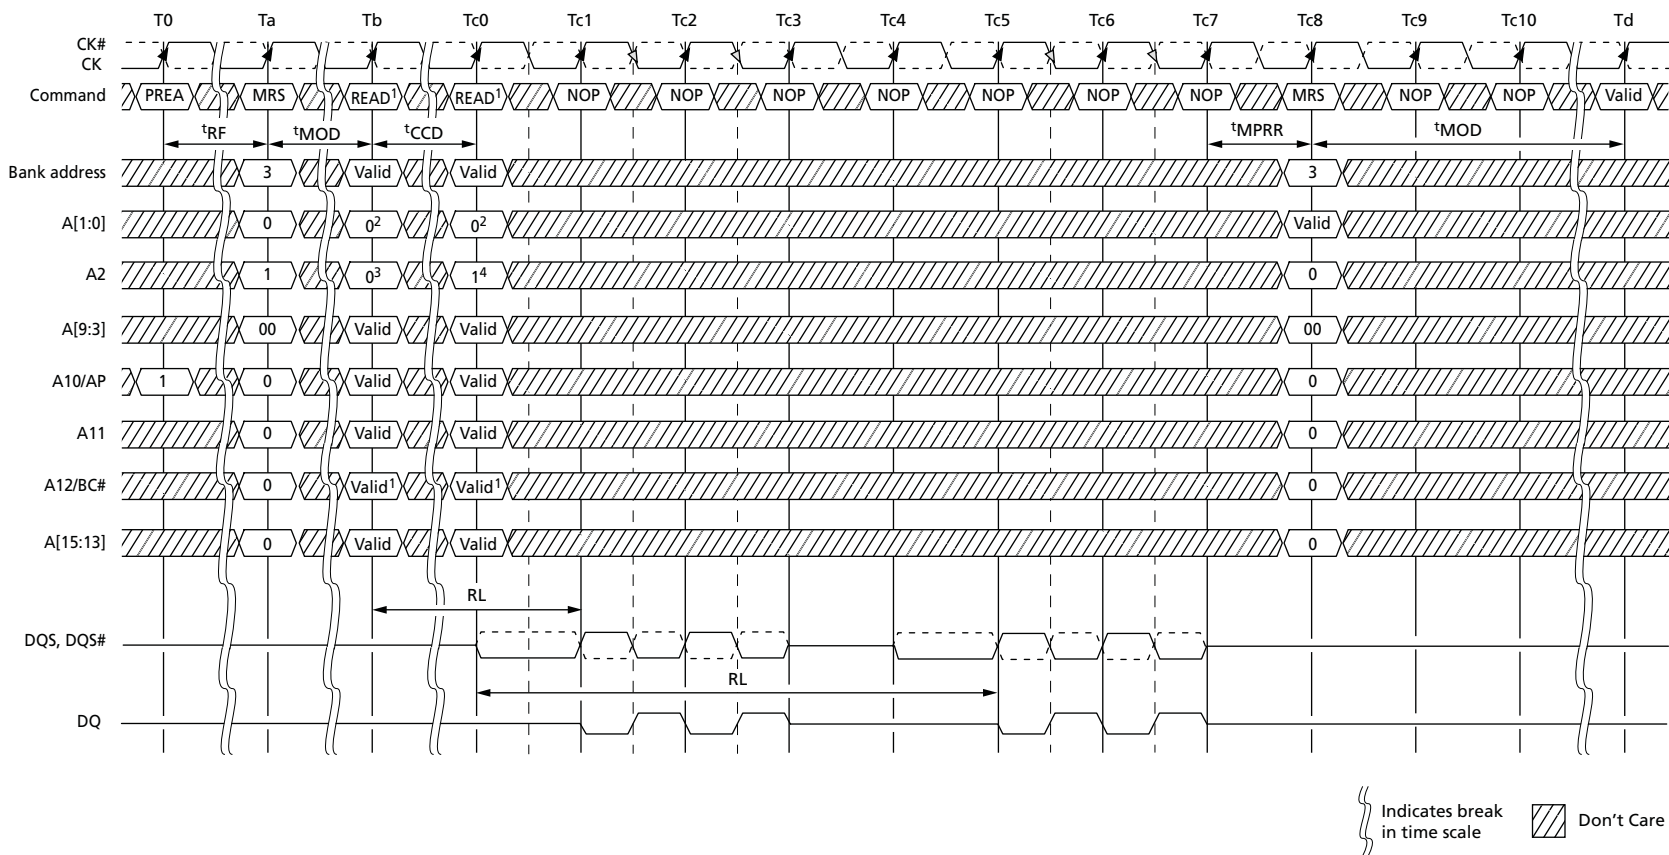 T0 Ta Tb Tc0 Tc1 Tc2 Tc3 Tc4 Tc5 Tc6 Tc7 Tc8 Tc9 Tc10 Td
CK#
CK
Command PREA MRS READ1 READ1 NOP NOP NOP NOP NOP NOP NOP MRS NOP NOP Valid
tRF tMOD tCCD tMPRR tMOD
Bank address 3 Valid Valid 3
A[1:0] 0 02 02 Valid
A2 1 03 14 0
A[9:3] 00 Valid Valid 00
A10/AP 1 0 Valid Valid 0
A11 0 Valid Valid 0
A12/BC# 0 Valid1 Valid1 0
A[15:13] 0 Valid Valid 0
RL
DQS, DQS#
RL
DQ
Indicates break
in time scale
Don't Care